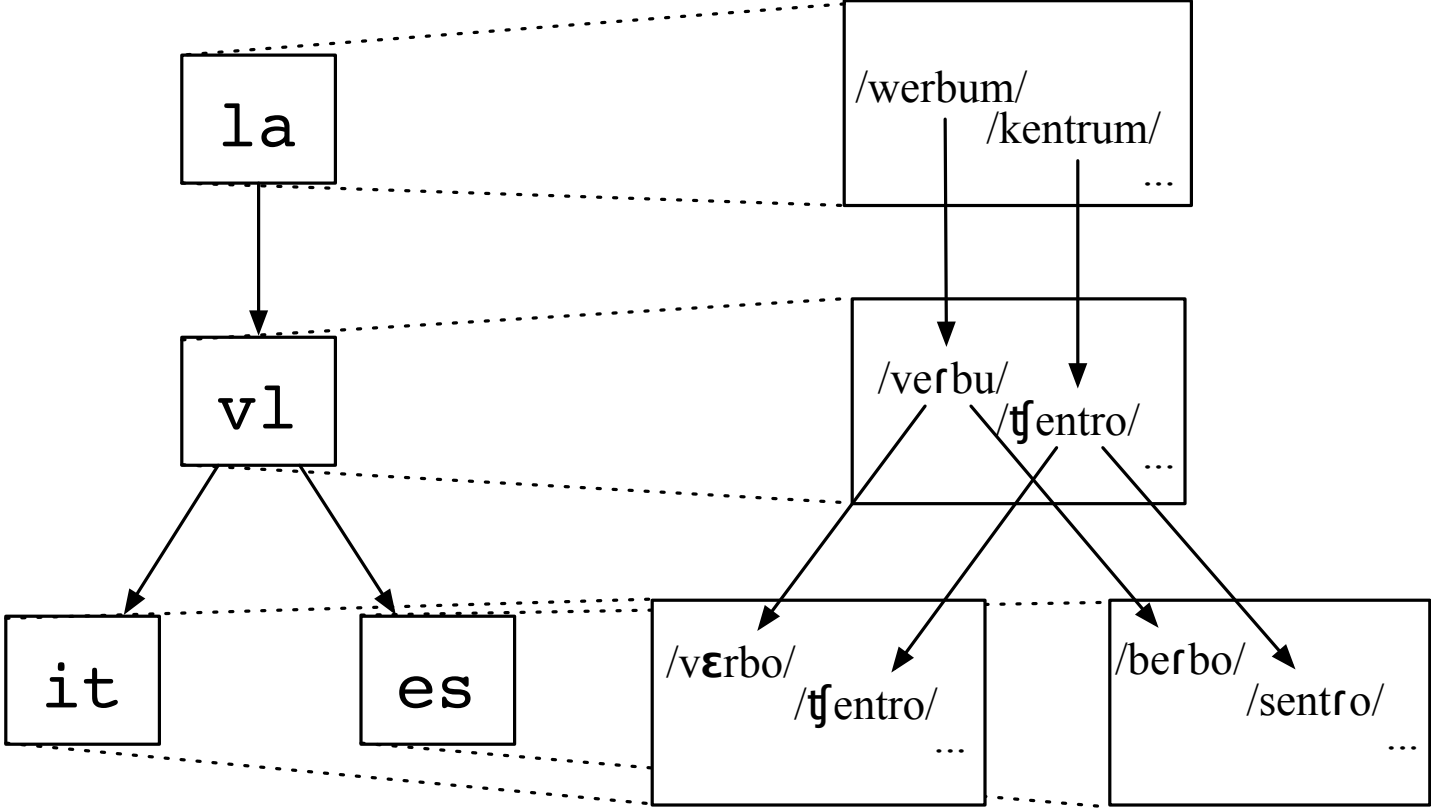 la
/werbum/
/kentrum/
...
vl
/veɾbu/
/ʧentro/
...
it
es
/vɛrbo/
/ʧentro/
...
/beɾbo/
/sentɾo/
...